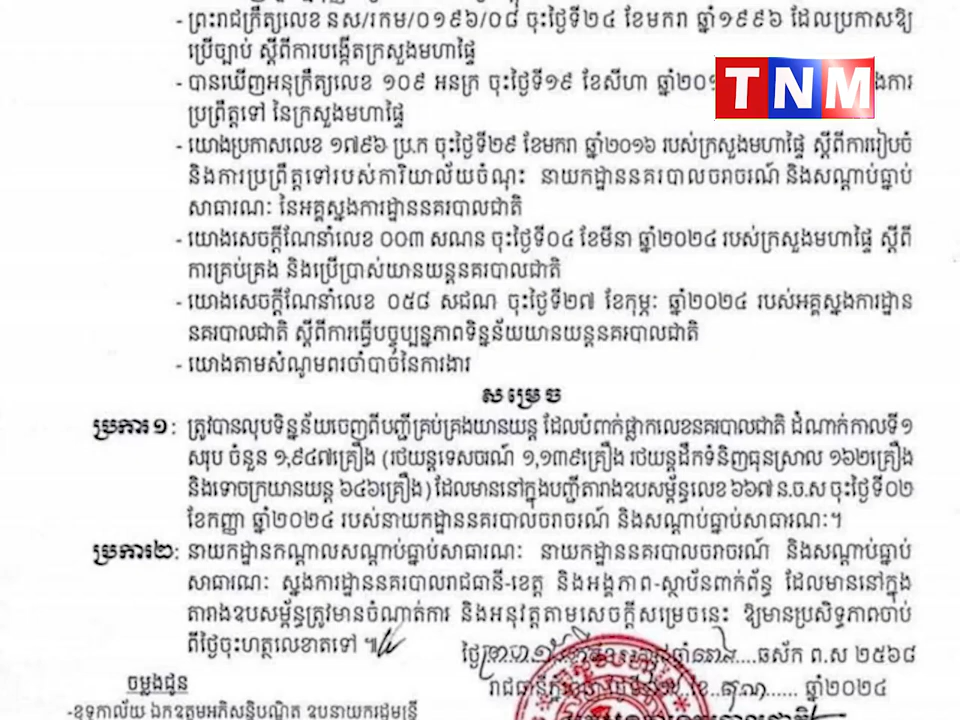 - ព្រះរាជក្រឹត្យលេខ នស/រកម/០១៩៦/០៨ ចុះថ្ងៃទី២៤ ខែមករា ឆ្នាំ១៩៩៦ ដែលប្រកាសឱ្យ
ប្រើច្បាប់ ស្តីពីការបង្កើតក្រសួងមហាផ្ទៃ
- បានឃើញអនុក្រឹត្យលេខ ១០៩ អនក្រ ចុះថ្ងៃទី១៩ ខែសីហា ឆ្នាំ២០១
TNM
ប្រព្រឹត្តទៅ នៃក្រសួងមហាផ្ទៃ
- យោងប្រកាសលេខ ១៧៩៦ ប្រ.ក ចុះថ្ងៃទី២៩ ខែមករា ឆ្នាំ២០១៦ របស់ក្រសួងមហាផ្ទៃ ស្តីពីការរៀបចំ
និងការប្រព្រឹត្តទៅរបស់ការិយាល័យចំណុះ នាយកដ្ឋាននគរបាលចរាចរណ៍ និងសណ្តាប់ធ្នាប់
សាធារណៈ នៃអគ្គស្នងការដ្ឋាននគរបាលជាតិ
- យោងសេចក្តីណែនាំលេខ ០០៣ សណន ចុះថ្ងៃទី០៤ ខែមីនា ឆ្នាំ២០២៤ របស់ក្រសួងមហាផ្ទៃ ស្តីពី
ការគ្រប់គ្រង និងប្រើប្រាស់យានយន្តនគរបាលជាតិ
- យោងសេចក្តីណែនាំលេខ ០៥៨ សជណ ចុះថ្ងៃទី២៧ ខែកុម្ភៈ ឆ្នាំ២០២៤ របស់អគ្គស្នងការដ្ឋាន
នគរបាលជាតិ ស្តីពីការធ្វើបច្ចុប្បន្នភាពទិន្នន័យយានយន្តនគរបាលជាតិ
- យោងតាមសំណូមពរចាំបាច់នៃការងារ
សម្រេច
ប្រការ១: ត្រូវបានលុបទិន្នន័យចេញពីបញ្ជីគ្រប់គ្រងយានយន្ត ដែលបំពាក់ផ្លាកលេខនគរបាលជាតិ ដំណាក់កាលទី១
សរុប ចំនួន ១,៩៤៧គ្រឿង (រថយន្តទេសចរណ៍ ១,១៣៩គ្រឿង រថយន្តដឹកទំនិញធុនស្រាល ១៦២គ្រឿង
និងទោចក្រយានយន្ត ៦៤៦គ្រឿង) ដែលមាននៅក្នុងបញ្ជីតារាងឧបសម្ព័ន្ធលេខ ៦៦៧ ន.ច.ស ចុះថ្ងៃទី០២
ខែកញ្ញា ឆ្នាំ២០២៤ របស់នាយកដ្ឋាននគរបាលចរាចរណ៍ និងសណ្តាប់ធ្នាប់សាធារណៈ។
ប្រការ២: នាយកដ្ឋានកណ្តាលសណ្តាប់ធ្នាប់សាធារណៈ នាយកដ្ឋាននគរបាលចរាចរណ៍ និងសណ្តាប់ធ្នាប់
សាធារណៈ ស្នងការដ្ឋាននគរបាលរាជធានី-ខេត្ត និងអង្គភាព-ស្ថាប័នពាក់ព័ន្ធ ដែលមាននៅក្នុង
តារាងឧបសម្ព័ន្ធត្រូវមានចំណាត់ការ និងអនុវត្តតាមសេចក្តីសម្រេចនេះ ឱ្យមានប្រសិទ្ធភាពចាប់
ពីថ្ងៃចុះហត្ថលេខាតទៅ ៕
ថ្ងៃ ឆស័ក ព.ស ២៥៦៨
ចម្លងជូន
រាជធានី ខែ ឆ្នាំ២០២៤
-ខុទ្ទកាល័យ ឯកឧត្តមអភិសន្តិបណ្ឌិត ឧបនាយករដ្ឋមន្ត្រី